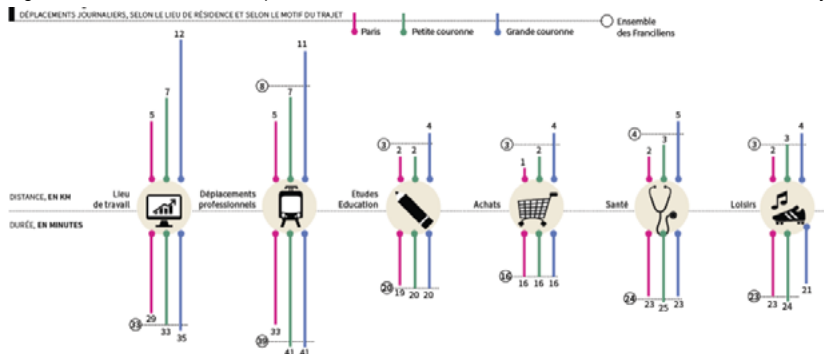 DÉPLACEMENTS JOURNALIERS, SELON LE LIEU DE RÉSIDENCE ET SELON LE MOTIF DU TRAJET
Paris
Petite couronne
Grande couronne
Ensemble
des Franciliens
12
11
8
7
7
5
5
4
4
5
4
3
3
4
3
3
3
2
2
2
2
2
1
DISTANCE, EN KM
Lieu
de travail
Déplacements
professionnels
Etudes
Education
Achats
Santé
Loisirs
DURÉE, EN MINUTES
29
33
35
33
41
41
39
20
19
20
20
16
16
16
16
24
23
25
23
23
23
24
21